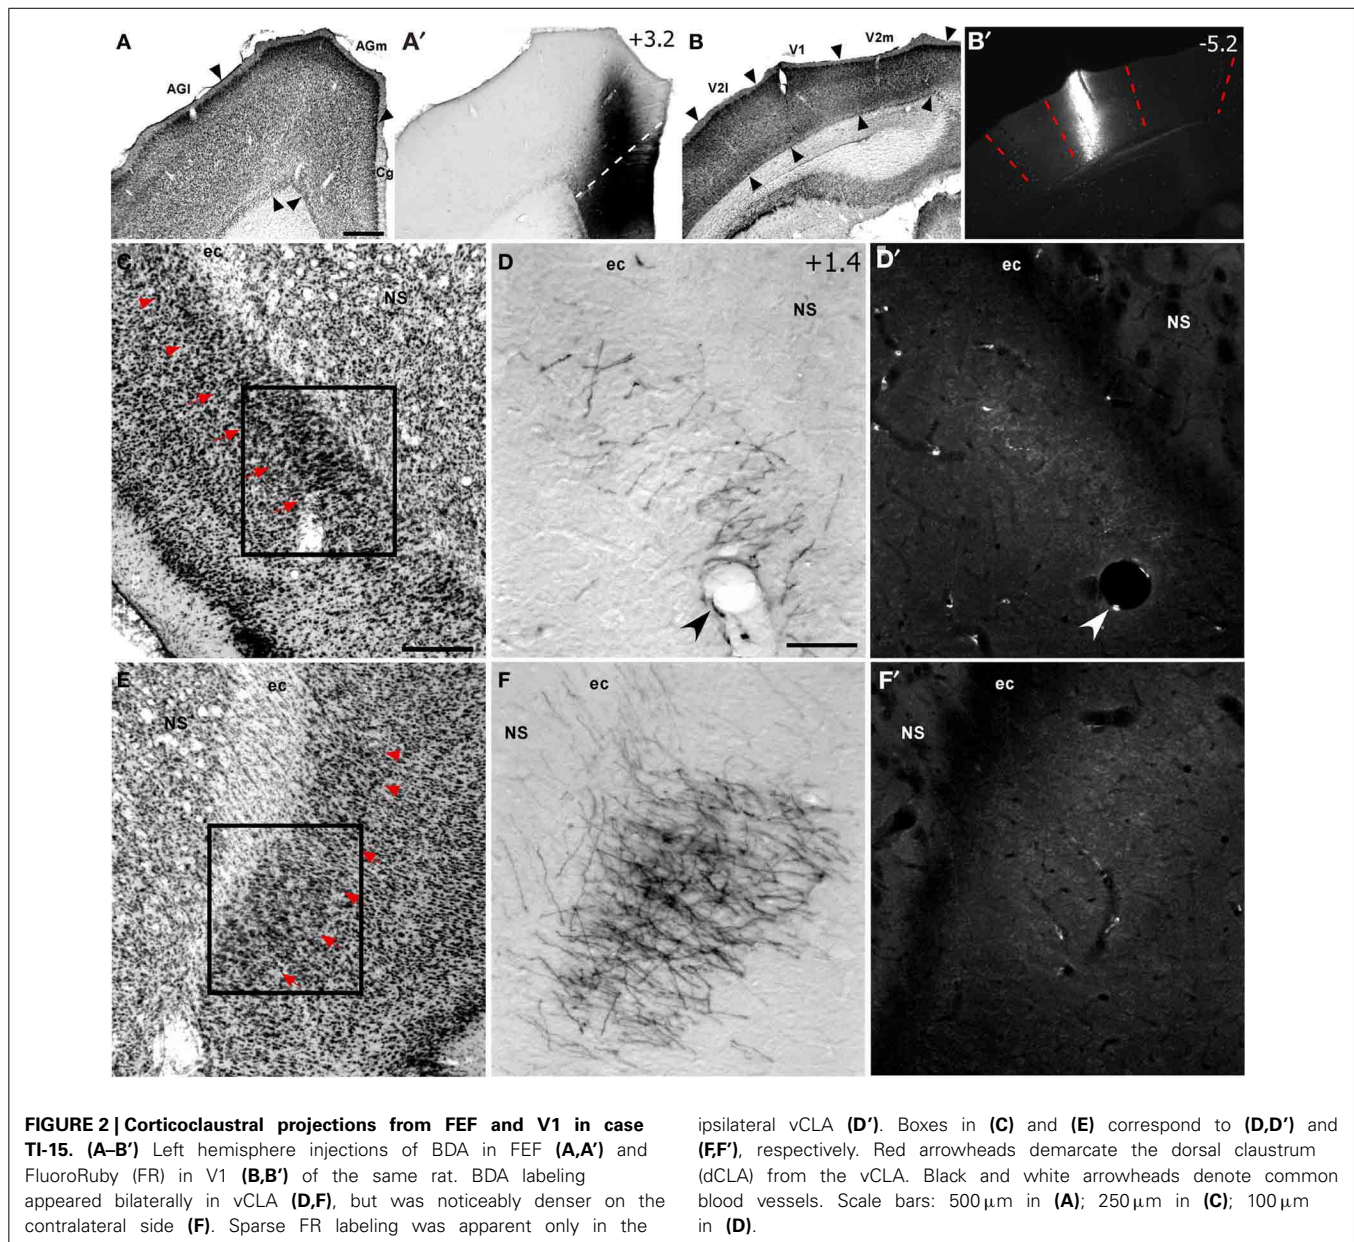 A
AGm
AGl
Cg
A′
+3.2
B
V1
V2m
V2l
B′
-5.2
C
ec
NS
D
ec
+1.4
NS
D′
ec
NS
E
ec
NS
F
ec
NS
F′
ec
NS
FIGURE 2 | Corticoclaustral projections from FEF and V1 in case
TI-15. (A–B′) Left hemisphere injections of BDA in FEF (A,A′) and
FluoroRuby (FR) in V1 (B,B′) of the same rat. BDA labeling
appeared bilaterally in vCLA (D,F), but was noticeably denser on the
contralateral side (F). Sparse FR labeling was apparent only in the
ipsilateral vCLA (D′). Boxes in (C) and (E) correspond to (D,D′) and
(F,F′), respectively. Red arrowheads demarcate the dorsal claustrum
(dCLA) from the vCLA. Black and white arrowheads denote common
blood vessels. Scale bars: 500 μm in (A); 250 μm in (C); 100 μm
in (D).